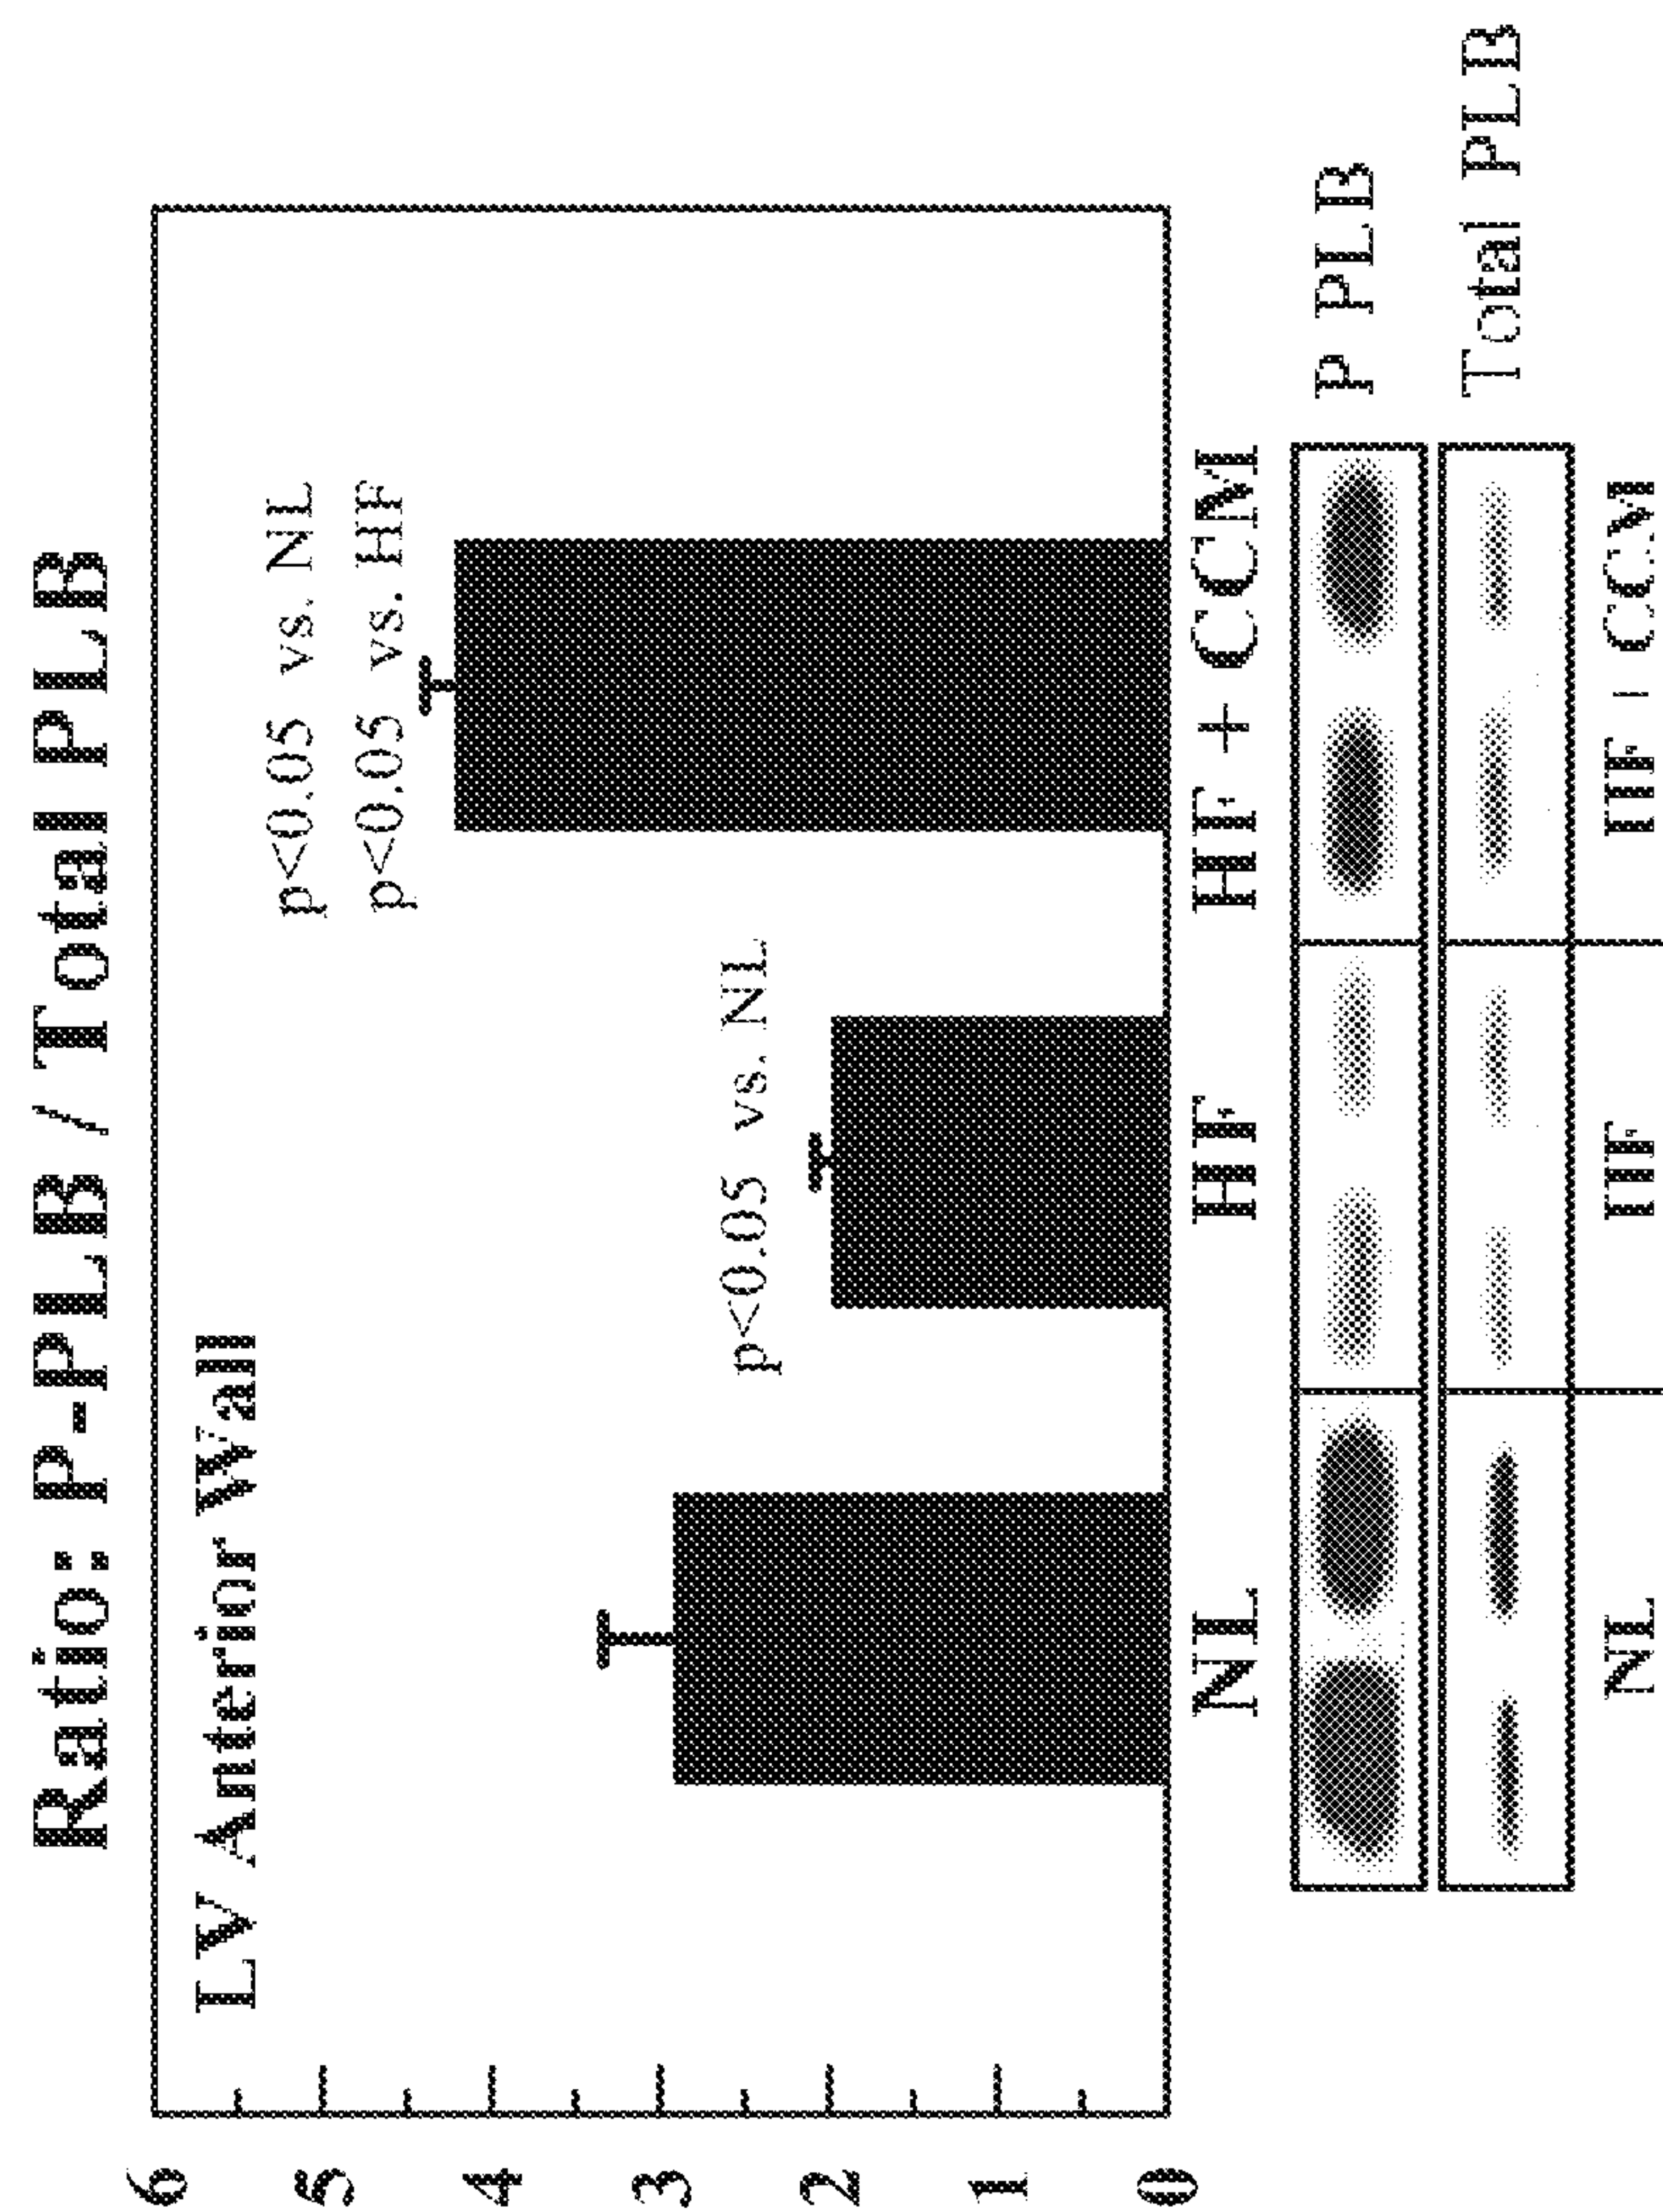 Ratio: P-PLB / Total PLB
LV Anterior Wall
6
5
4
3
2
1
0
p<0.05 vs. NL
p<0.05 vs. HF
p<0.05 vs. NL
NL HF HF + CCM
P PLB
Total PLB
NL HF HF + CCM